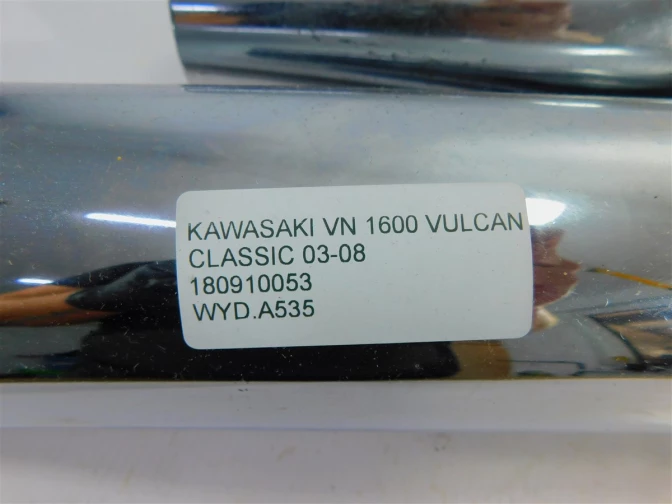 KAWASAKI VN 1600 VULCAN
CLASSIC 03-08
180910053
WYD.A535